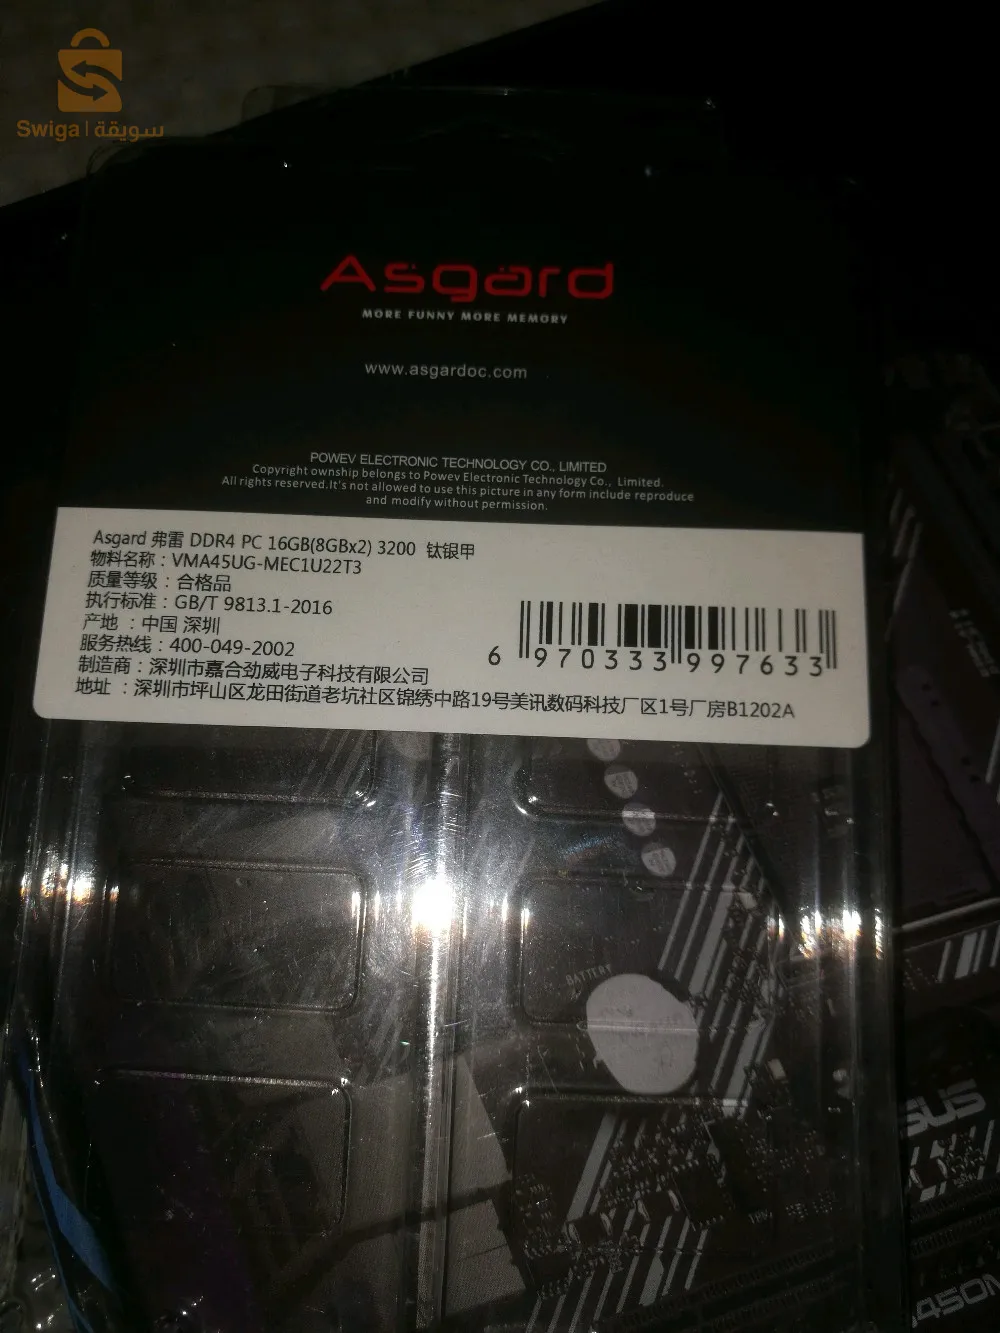 Swiga | سويقة
Asgard
MORE FUNNY MORE MEMORY
www.asgardoc.com
POWEV ELECTRONIC TECHNOLOGY CO., LIMITED
Copyright ownship belongs to Powev Electronic Technology Co., Limited.
All rights reserved.It's not allowed to use this picture in any form include reproduce
and modify without permission.
Asgard 弗雷 DDR4 PC 16GB(8GBx2) 3200 钛银甲
物料名称：VMA45UG-MEC1U22T3
质量等级：合格品
执行标准：GB/T 9813.1-2016
产地 ：中国 深圳
服务热线：400-049-2002
制造商：深圳市嘉合劲威电子科技有限公司
地址 ：深圳市坪山区龙田街道老坑社区锦绣中路19号美讯数码科技厂区1号厂房B1202A
6 970333 997633
BATTERY
SUS